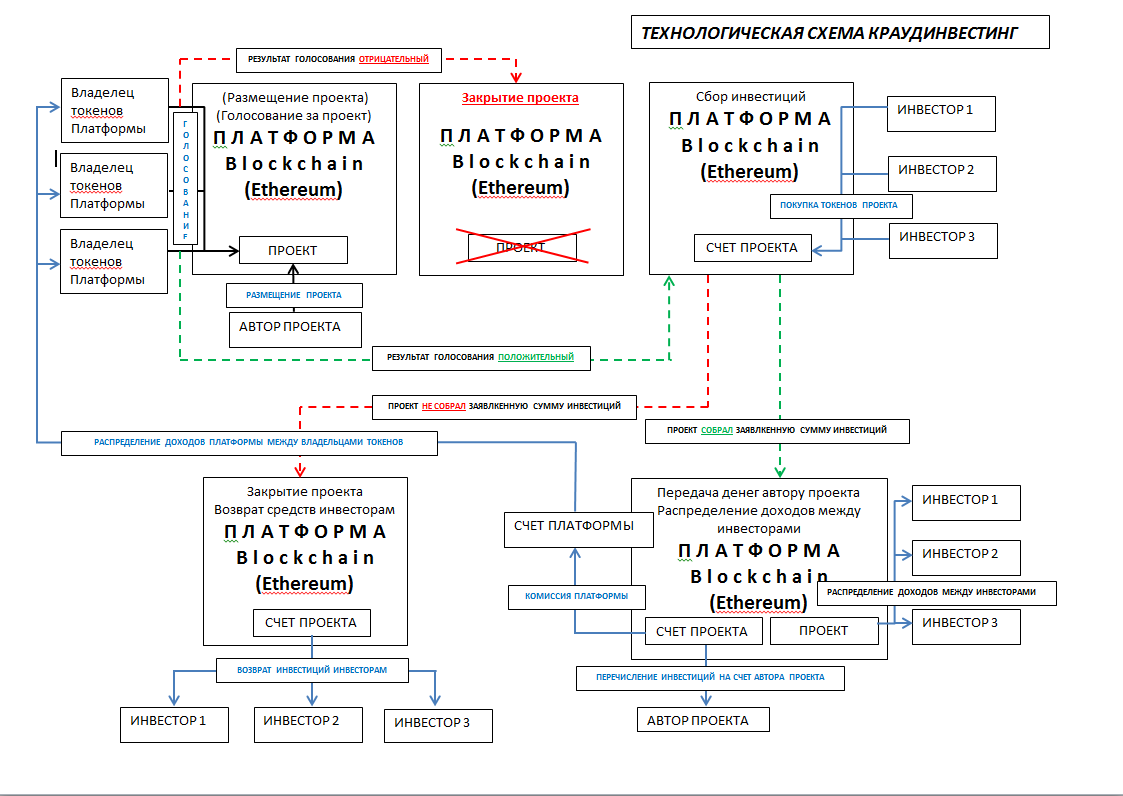 ТЕХНОЛОГИЧЕСКАЯ СХЕМА КРАУДИНВЕСТИНГ
РЕЗУЛЬТАТ ГОЛОСОВАНИЯ ОТРИЦАТЕЛЬНЫЙ
Владелец
токенов
Платформы
Владелец
токенов
Платформы
Владелец
токенов
Платформы
ГОЛОСОВАНИЕ
(Размещение проекта)
(Голосование за проект)
ПЛАТФОРМА
Blockchain
(Ethereum)
ПРОЕКТ
РАЗМЕЩЕНИЕ ПРОЕКТА
АВТОР ПРОЕКТА
Закрытие проекта
ПЛАТФОРМА
Blockchain
(Ethereum)
ПРОЕКТ
Сбор инвестиций
ПЛАТФОРМА
Blockchain
(Ethereum)
СЧЕТ ПРОЕКТА
ИНВЕСТОР 1
ИНВЕСТОР 2
ПОКУПКА ТОКЕНОВ ПРОЕКТА
ИНВЕСТОР 3
РЕЗУЛЬТАТ ГОЛОСОВАНИЯ ПОЛОЖИТЕЛЬНЫЙ
ПРОЕКТ НЕ СОБРАЛ ЗАЯВЛКЕННУЮ СУММУ ИНВЕСТИЦИЙ
ПРОЕКТ СОБРАЛ ЗАЯВЛКЕННУЮ СУММУ ИНВЕСТИЦИЙ
РАСПРЕДЕЛЕНИЕ ДОХОДОВ ПЛАТФОРМЫ МЕЖДУ ВЛАДЕЛЬЦАМИ ТОКЕНОВ
Закрытие проекта
Возврат средств инвесторам
ПЛАТФОРМА
Blockchain
(Ethereum)
СЧЕТ ПРОЕКТА
ВОЗВРАТ ИНВЕСТИЦИЙ ИНВЕСТОРАМ
ИНВЕСТОР 1
ИНВЕСТОР 2
ИНВЕСТОР 3
СЧЕТ ПЛАТФОРМЫ
КОМИССИЯ ПЛАТФОРМЫ
Передача денег автору проекта
Распределение доходов между
инвесторами
ПЛАТФОРМА
Blockchain
(Ethereum)
СЧЕТ ПРОЕКТА
ПРОЕКТ
ИНВЕСТОР 1
ИНВЕСТОР 2
РАСПРЕДЕЛЕНИЕ ДОХОДОВ МЕЖДУ ИНВЕСТОРАМИ
ИНВЕСТОР 3
ПЕРЕЧИСЛЕНИЕ ИНВЕСТИЦИЙ НА СЧЕТ АВТОРА ПРОЕКТА
АВТОР ПРОЕКТА